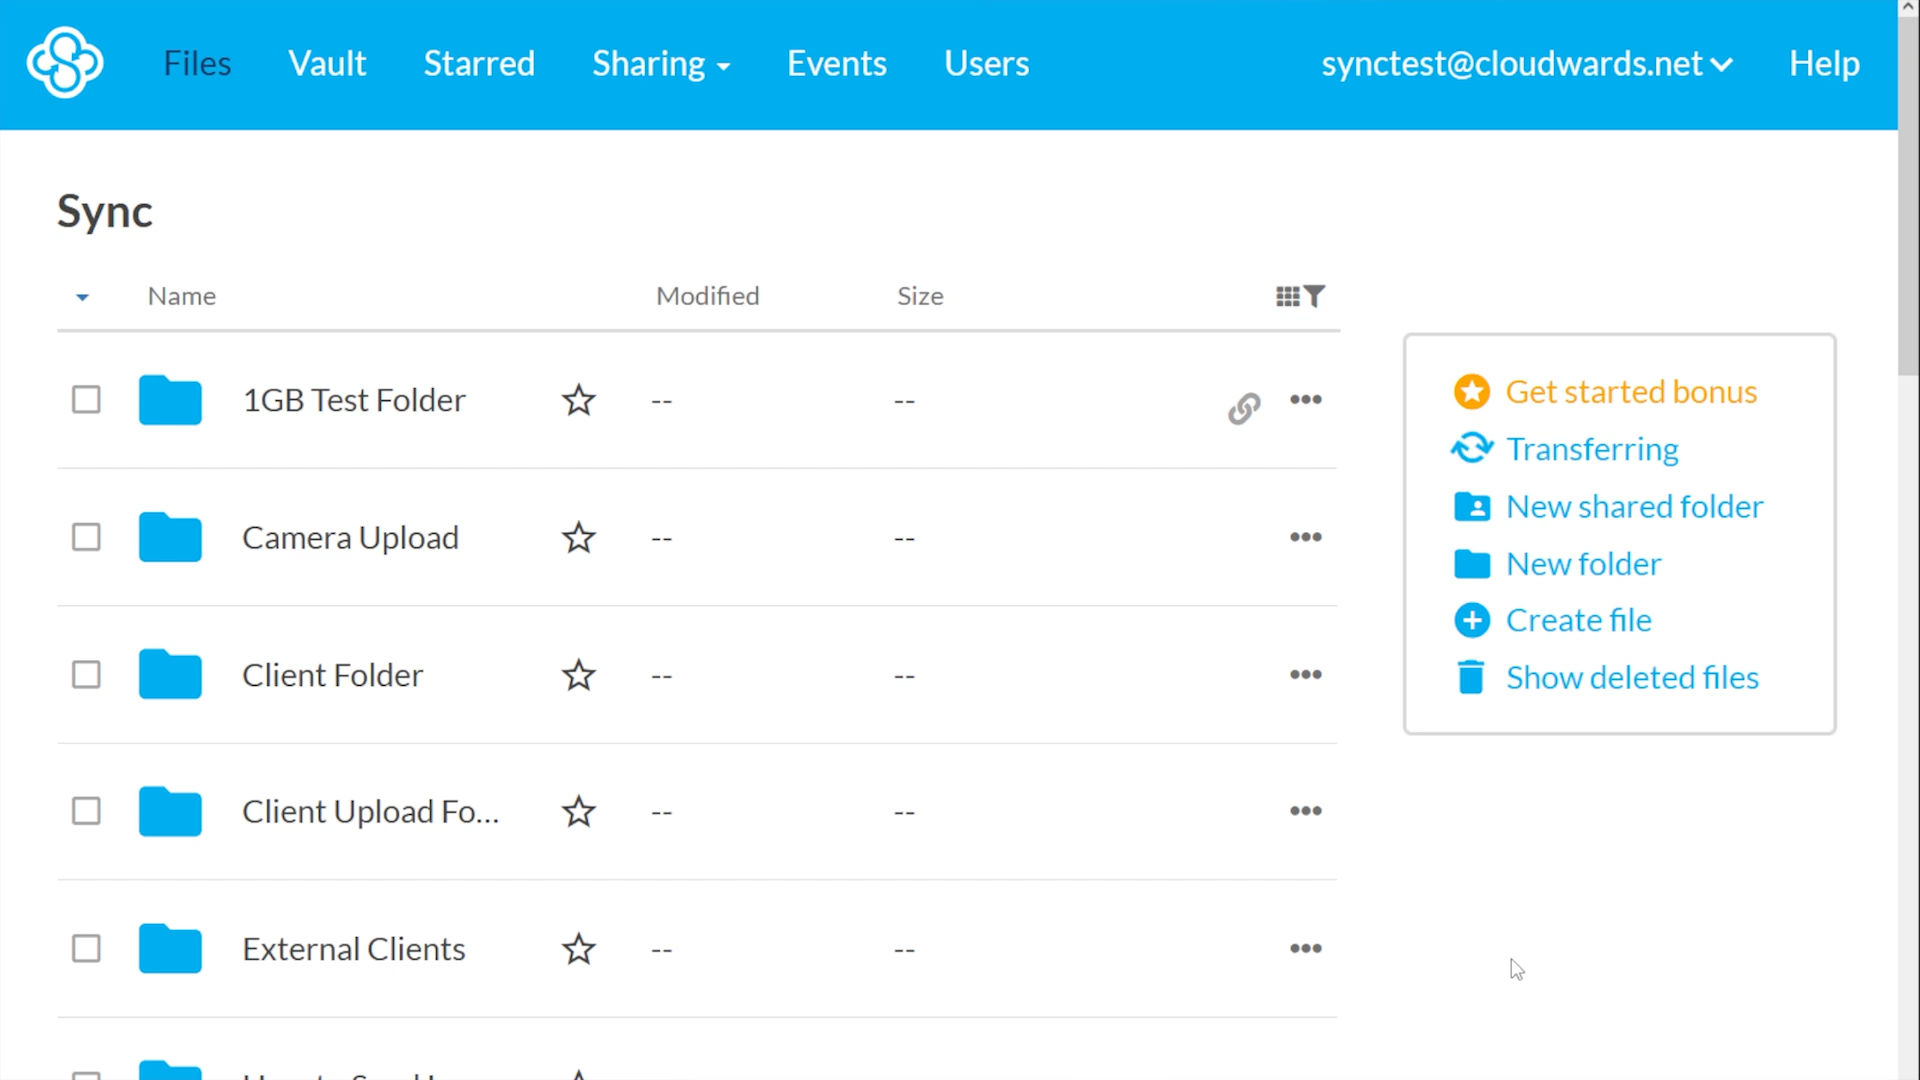 Files Vault Starred Sharing Events Users synctest@cloudwards.net Help
Sync
Name Modified Size
1GB Test Folder -- --
Get started bonus
Transferring
New shared folder
Camera Upload -- --
New folder
Create file
Client Folder -- --
Show deleted files
Client Upload Fo... -- --
External Clients -- --